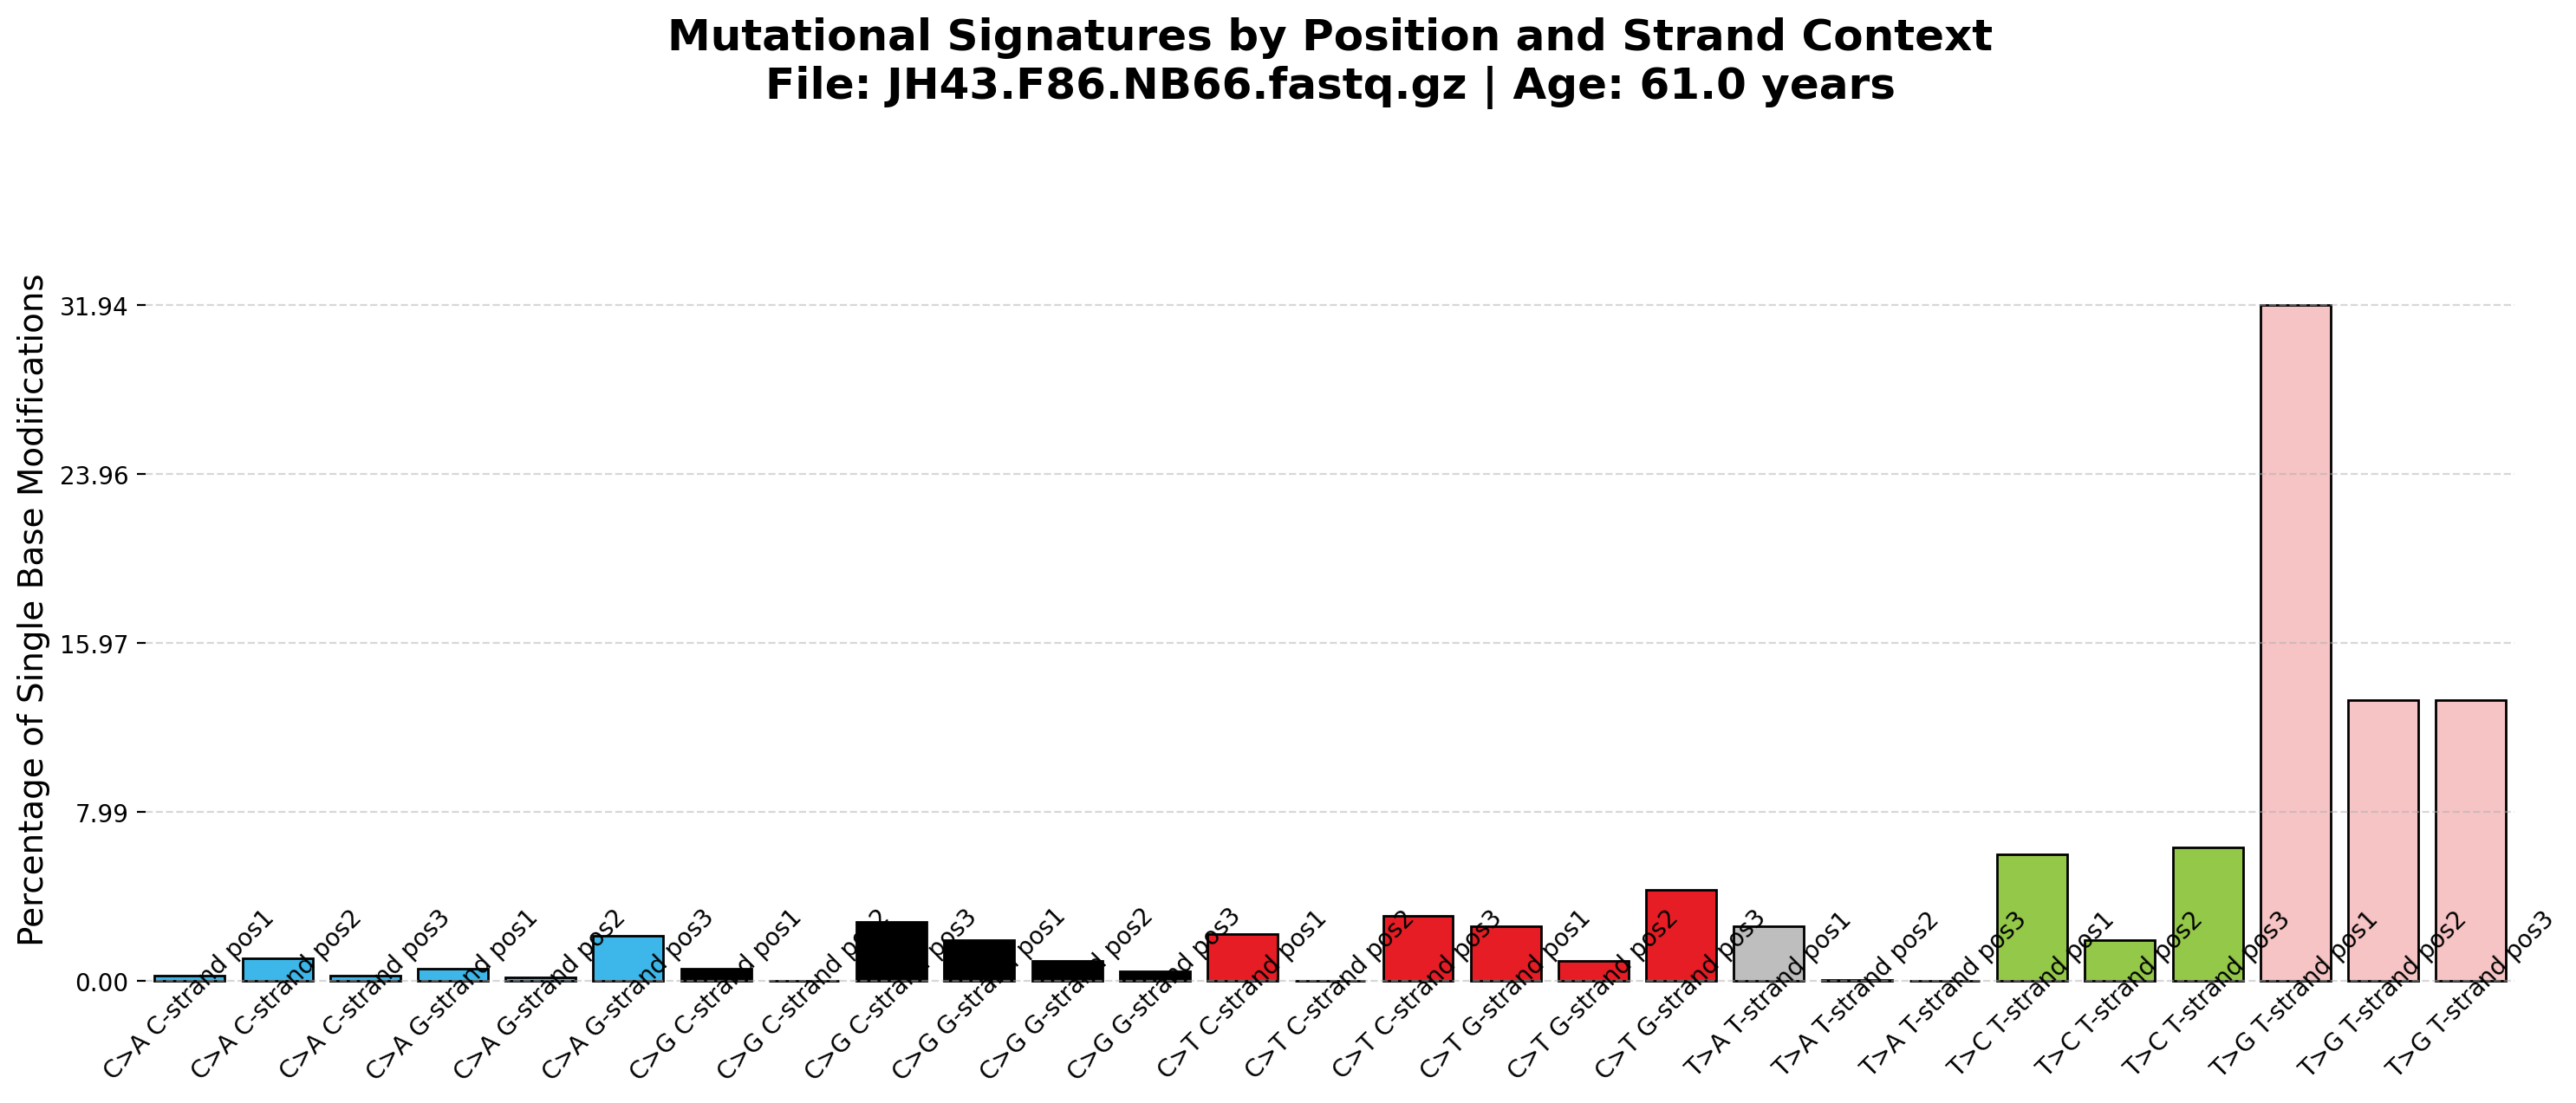 Mutational Signatures by Position and Strand Context
File: JH43.F86.NB66.fastq.gz | Age: 61.0 years
Percentage of Single Base Modifications
31.94
23.96
15.97
7.99
0.00
C>A C-strand pos1
C>A C-strand pos2
C>A C-strand pos3
C>A G-strand pos1
C>A G-strand pos2
C>A G-strand pos3
C>G C-strand pos1
C>G C-strand pos2
C>G C-strand pos3
C>G G-strand pos1
C>G G-strand pos2
C>G G-strand pos3
C>T C-strand pos1
C>T C-strand pos2
C>T C-strand pos3
C>T G-strand pos1
C>T G-strand pos2
C>T G-strand pos3
T>A T-strand pos1
T>A T-strand pos2
T>A T-strand pos3
T>C T-strand pos1
T>C T-strand pos2
T>C T-strand pos3
T>G T-strand pos1
T>G T-strand pos2
T>G T-strand pos3